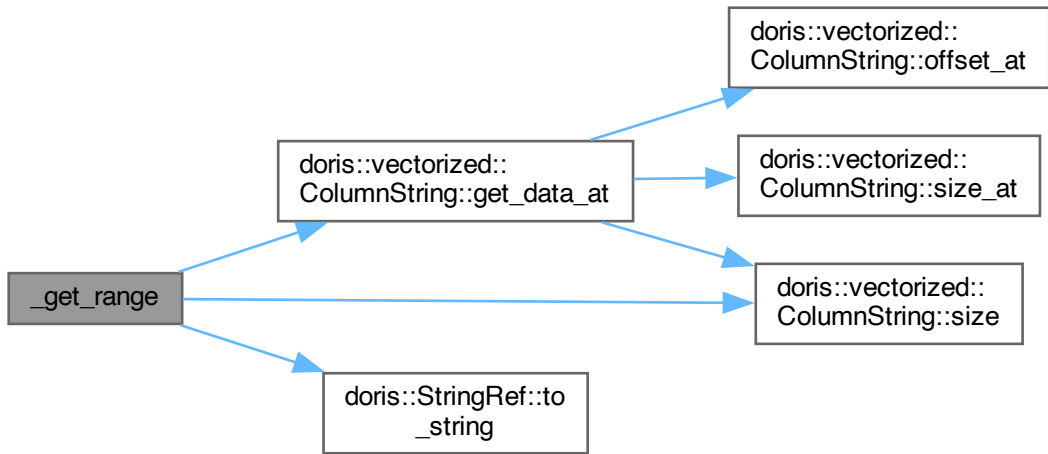 doris::vectorized::
ColumnString::offset_at
doris::vectorized::
ColumnString::get_data_at
doris::vectorized::
ColumnString::size_at
_get_range
doris::vectorized::
ColumnString::size
doris::StringRef::to
_string